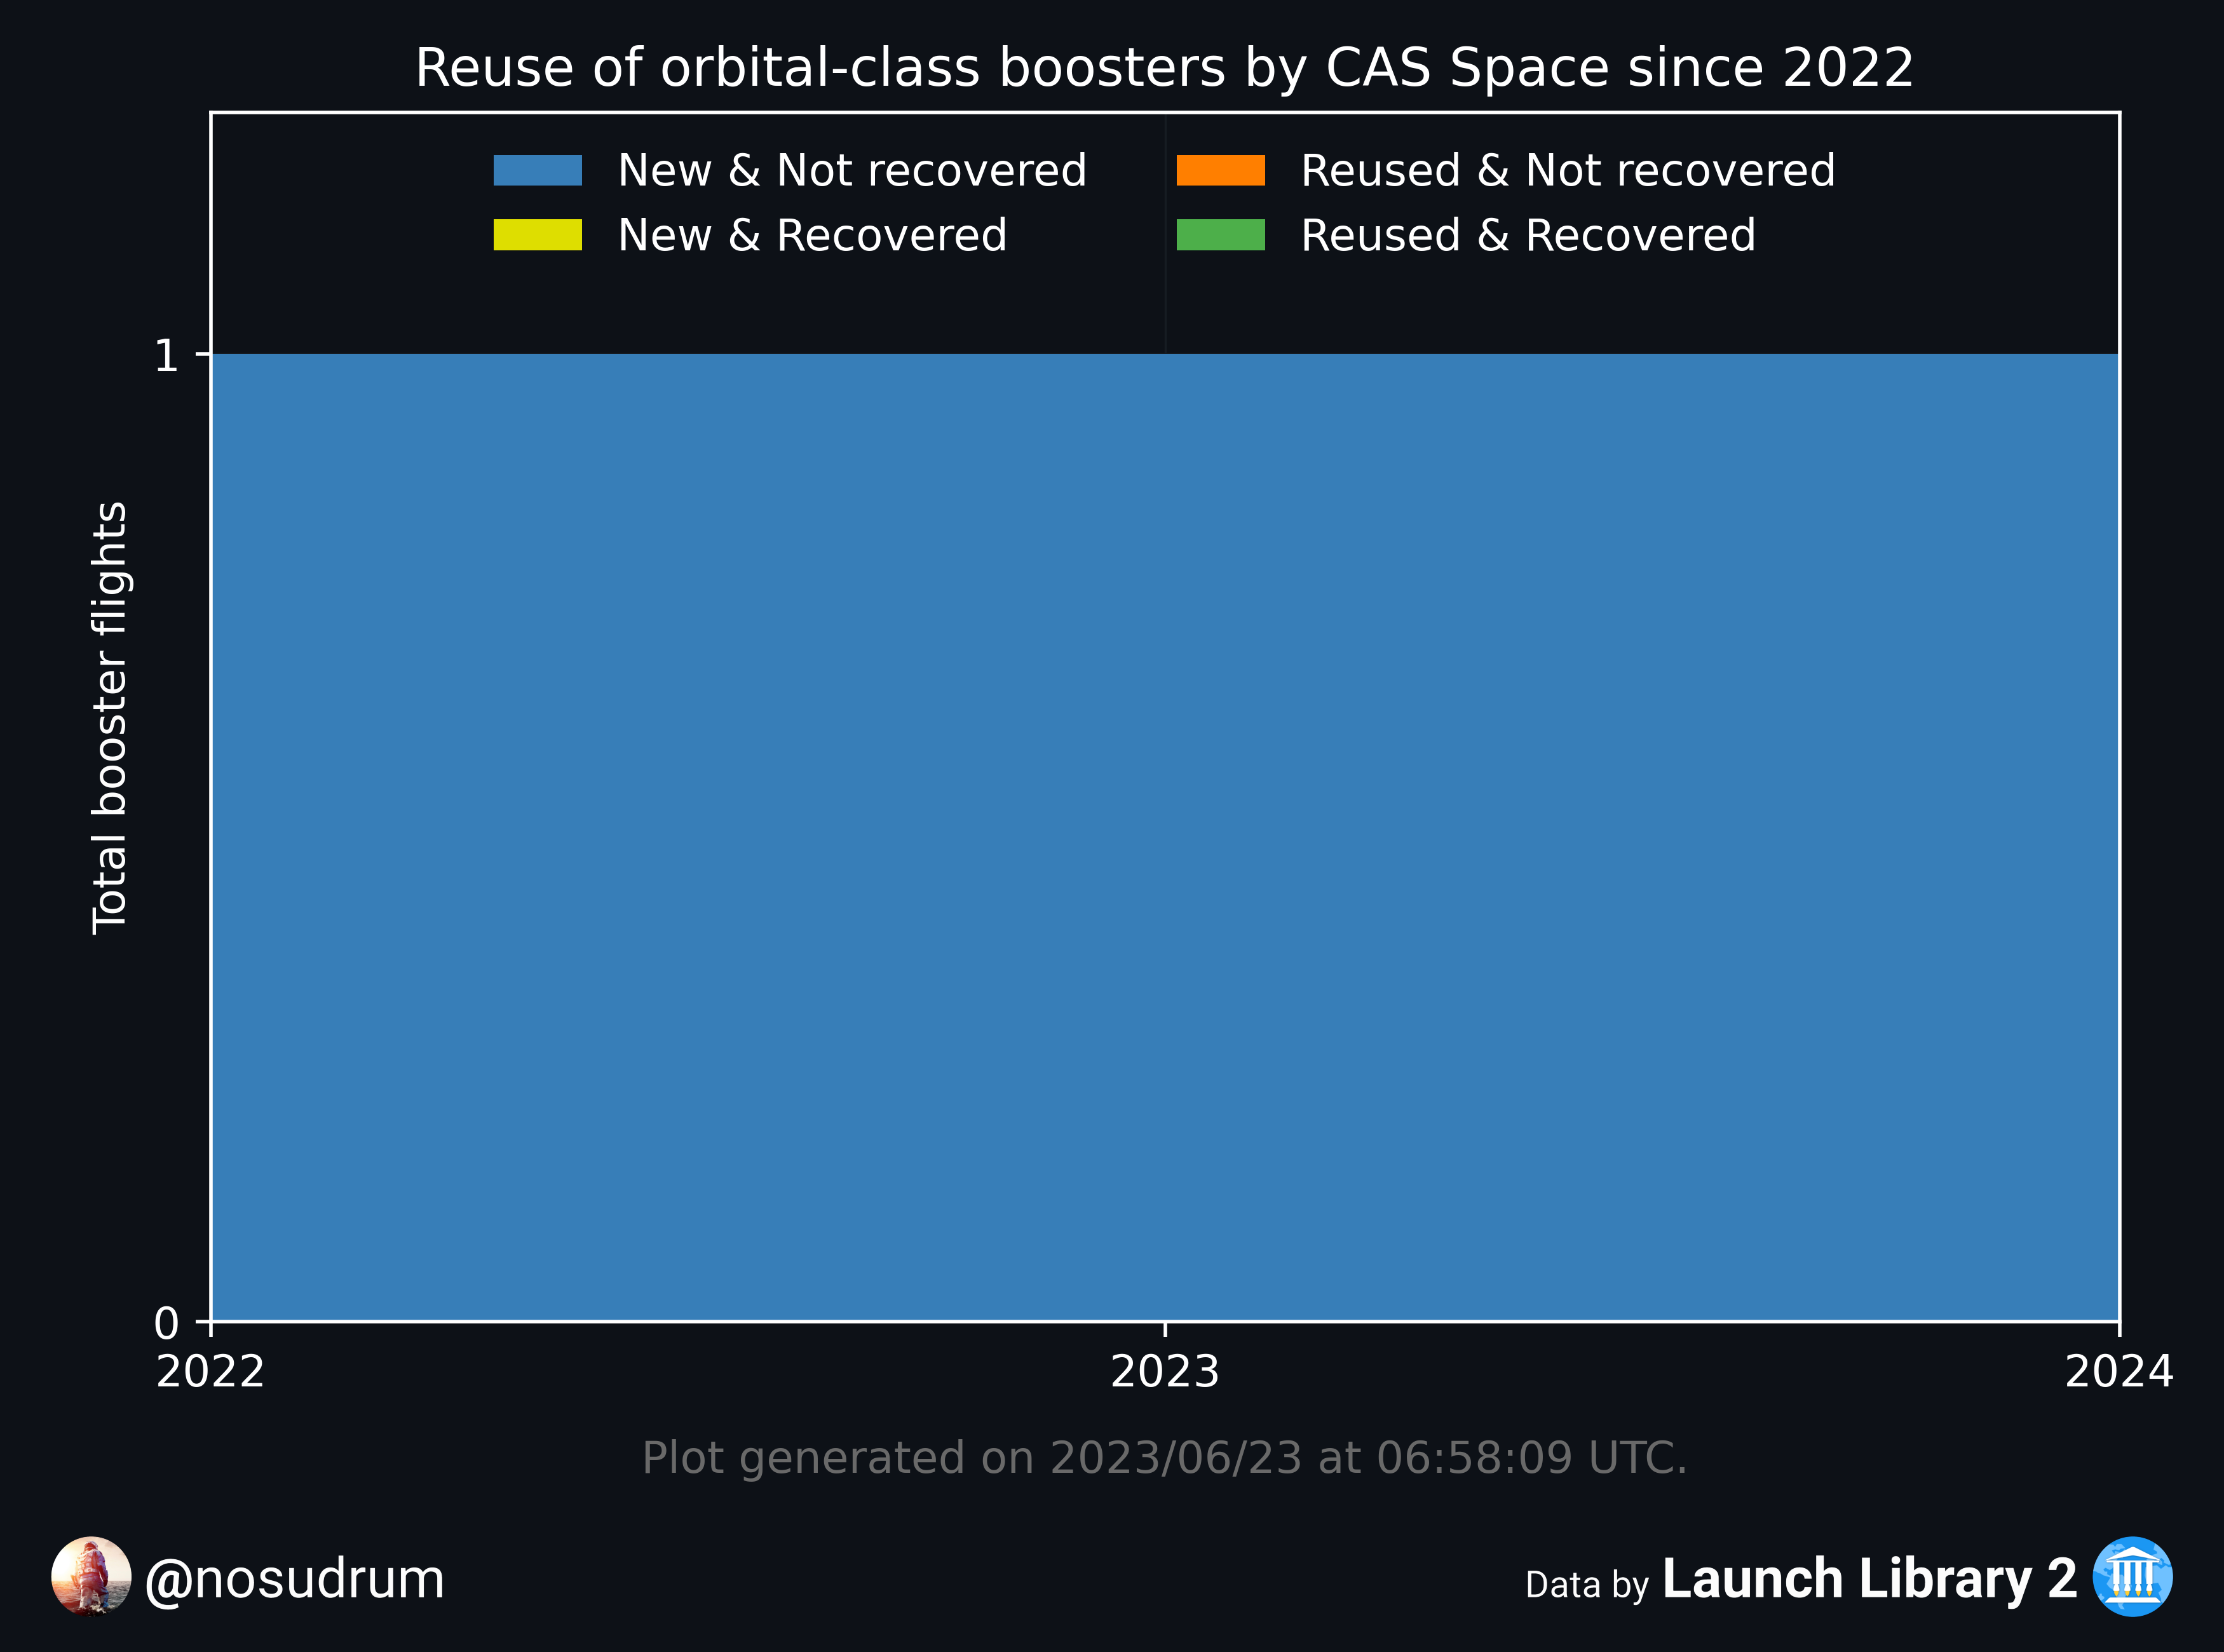 Reuse of orbital-class boosters by CAS Space since 2022
New & Not recovered
New & Recovered
Reused & Not recovered
Reused & Recovered
Total booster flights
1
0
2022
2023
2024
Plot generated on 2023/06/23 at 06:58:09 UTC.
@nosudrum
Data by Launch Library 2